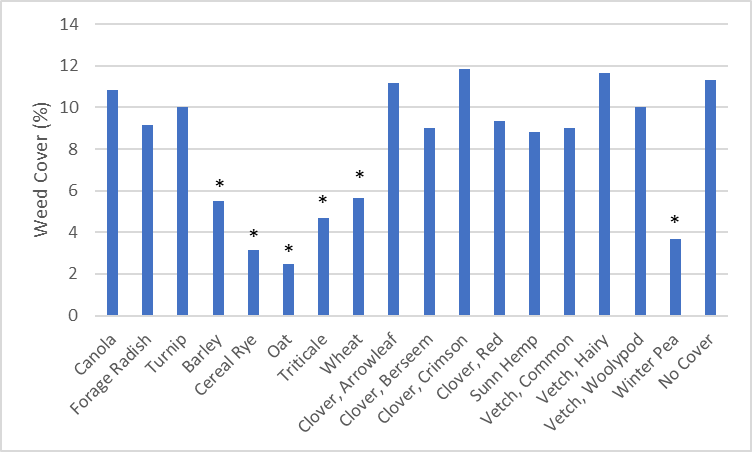 14
12
10
8
6
4
2
0
Weed Cover (%)
*
*
*
*
*
*
Canola
Forage Radish
Turnip
Barley
Cereal Rye
Oat
Triticale
Wheat
Clover, Arrowleaf
Clover, Berseem
Clover, Crimson
Clover, Red
Sunn Hemp
Vetch, Common
Vetch, Hairy
Vetch, Woolypod
Winter Pea
No Cover